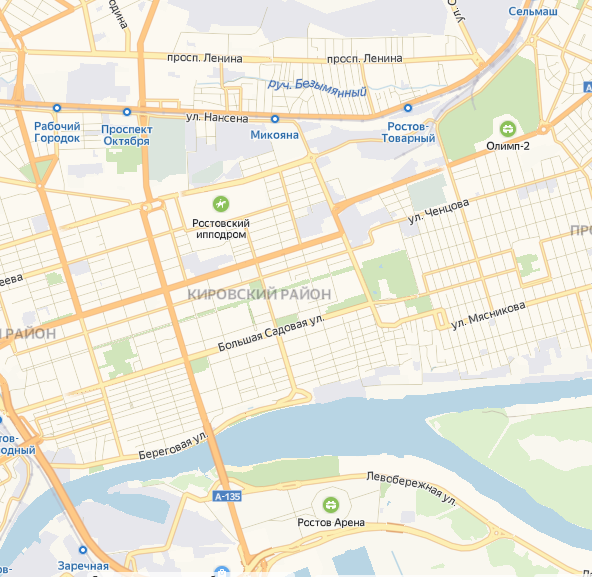 Сельмаш
просп. Ленина
просп. Ленина
руч. Безымянный
Рабочий
Городок
Проспект
Октября
ул. Нансена
Микояна
Ростов-
Товарный
Олимп-2
Ростовский
ипподром
ул. Ченцова
КИРОВСКИЙ РАЙОН
РАЙОН
Большая Садовая ул.
ул. Мясникова
Береговая ул.
А-135
Левобережная ул.
Ростов Арена
Заречная